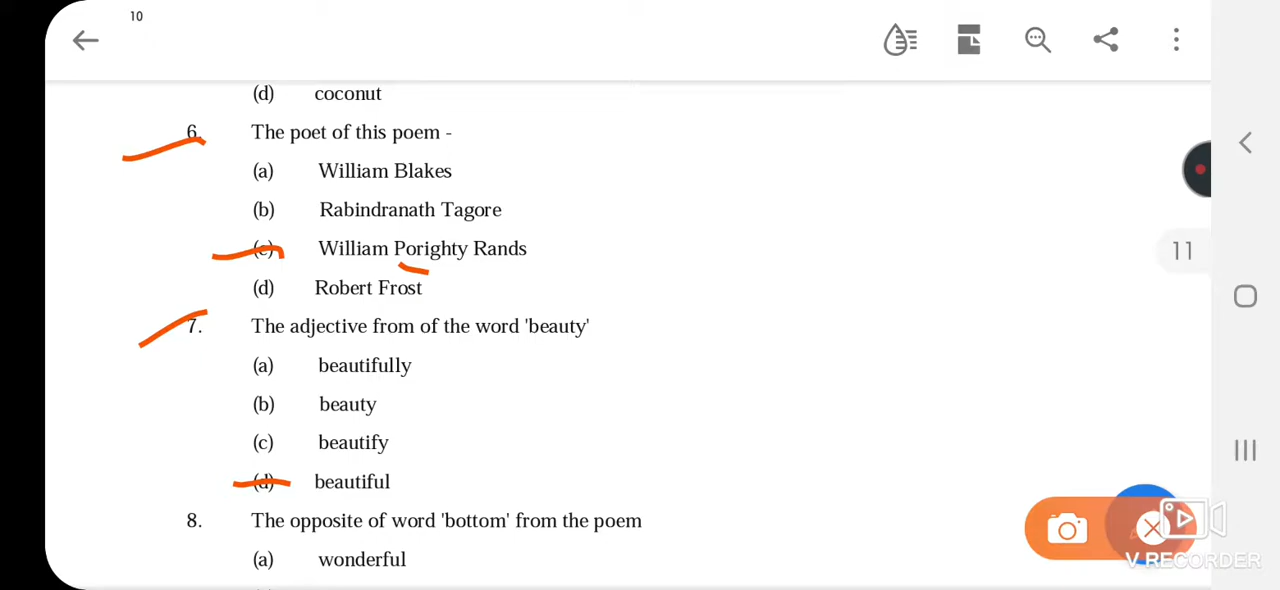 10
(d) coconut
6. The poet of this poem -
(a) William Blakes
(b) Rabindranath Tagore
(c) William Porighty Rands
11
(d) Robert Frost
7. The adjective from of the word 'beauty'
(a) beautifully
(b) beauty
(c) beautify
(d) beautiful
8. The opposite of word 'bottom' from the poem
(a) wonderful
V RECORDER